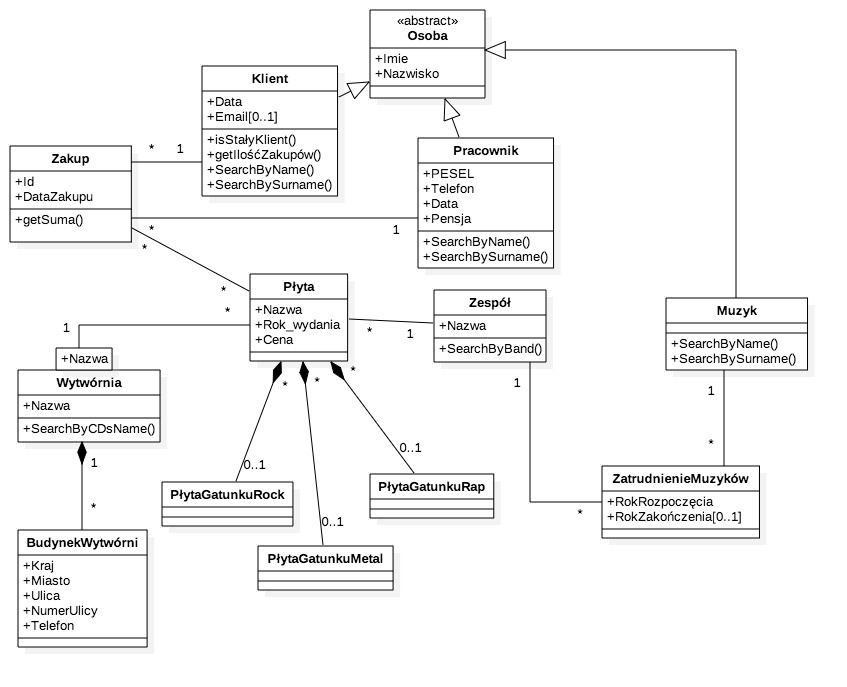 «abstract»
Osoba
+Imie
+Nazwisko
Klient
+Data
+Email[0..1]
+isStałyKlient()
+getIlośćZakupów()
+SearchByName()
+SearchBySurname()
* 1
Zakup
+Id
+DataZakupu
+getSuma()
Pracownik
+PESEL
+Telefon
+Data
+Pensja
+SearchByName()
+SearchBySurname()
* 1
*
*
Płyta
+Nazwa
+Rok_wydania
+Cena
*
1
* 1
Zespół
+Nazwa
+SearchByBand()
Muzyk
+SearchByName()
+SearchBySurname()
+Nazwa
Wytwórnia
+Nazwa
+SearchByCDsName()
* * *
1
1
1
*
*
0..1
0..1
0..1
PłytaGatunkuRock
PłytaGatunkuRap
PłytaGatunkuMetal
ZatrudnienieMuzyków
+RokRozpoczęcia
+RokZakończenia[0..1]
*
BudynekWytwórni
+Kraj
+Miasto
+Ulica
+NumerUlicy
+Telefon